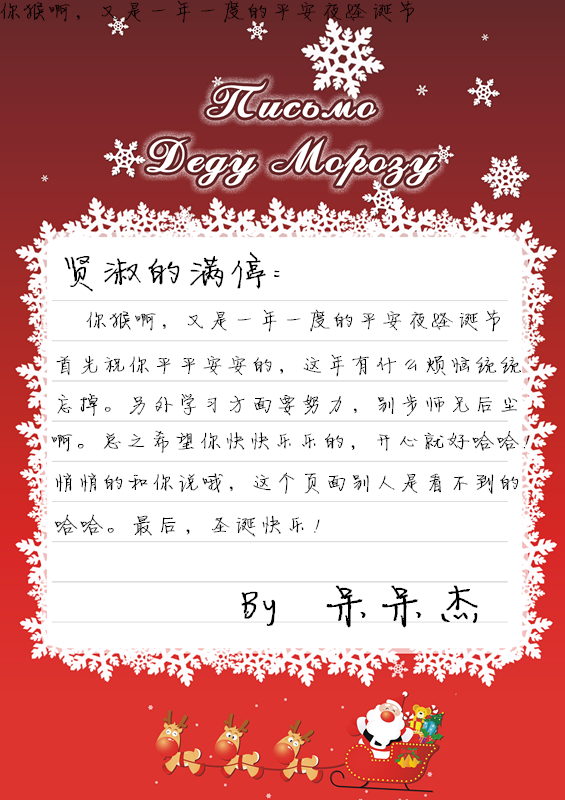 你猴啊，又是一年一度的平安夜圣诞节
Письмо
Деду Морозу
贤淑的满停：
你猴啊，又是一年一度的平安夜圣诞节
首先祝你平平安安的，这年有什么烦恼统统
忘掉。另外学习方面要努力，别步师兄后尘
啊。总之希望你快快乐乐的，开心就好哈哈！
悄悄的和你说哦，这个页面别人是看不到的
哈哈。最后，圣诞快乐！
By 呆呆杰